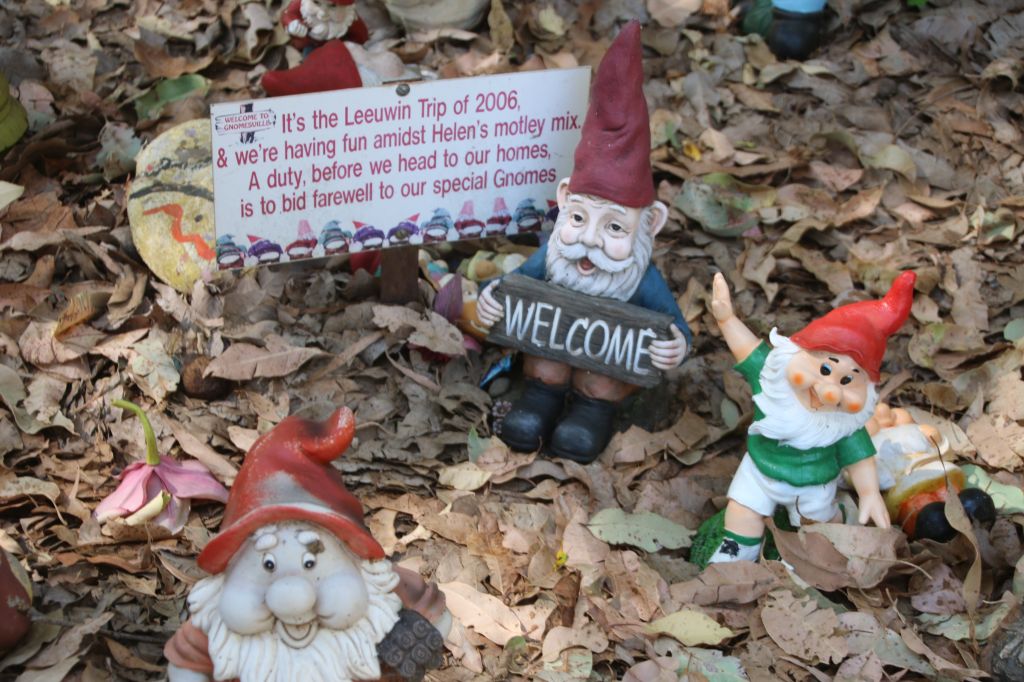 WELCOME TO
GNOMESVILLE
It's the Leeuwin Trip of 2006,
& we're having fun amidst Helen's motley mix.
A duty, before we head to our homes,
is to bid farewell to our special Gnomes
WELCOME